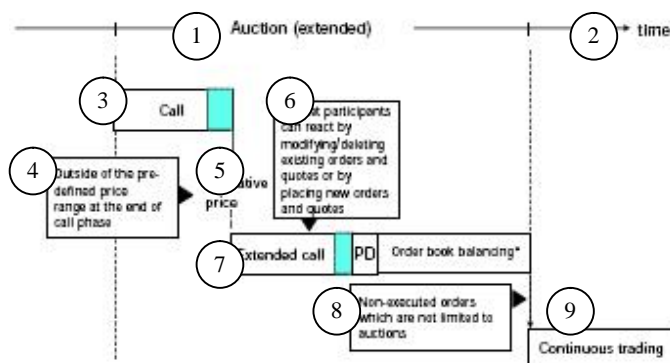 1 Auction (extended) 2 time
3 Call
6
participants
can react by
modifying/deleting
existing orders and
quotes or by
placing new orders
and quotes
4 Outside of the pre-
defined price
range at the end of
call phase
5
price
7 Extended call PD Order book balancing*
8 Non-executed orders
which are not limited to
auctions
9
Continuous trading